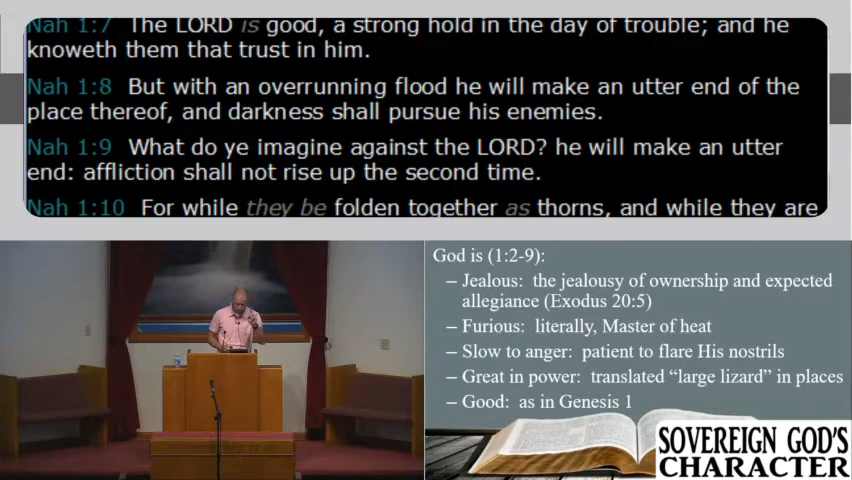 Nah 1:7 The LORD is good, a strong hold in the day of trouble; and he
knoweth them that trust in him.
Nah 1:8 But with an overrunning flood he will make an utter end of the
place thereof, and darkness shall pursue his enemies.
Nah 1:9 What do ye imagine against the LORD? he will make an utter
end: affliction shall not rise up the second time.
Nah 1:10 For while they be folden together as thorns, and while they are
God is (1:2-9):
– Jealous: the jealousy of ownership and expected
allegiance (Exodus 20:5)
– Furious: literally, Master of heat
– Slow to anger: patient to flare His nostrils
– Great in power: translated “large lizard” in places
– Good: as in Genesis 1
SOVEREIGN GOD'S
CHARACTER